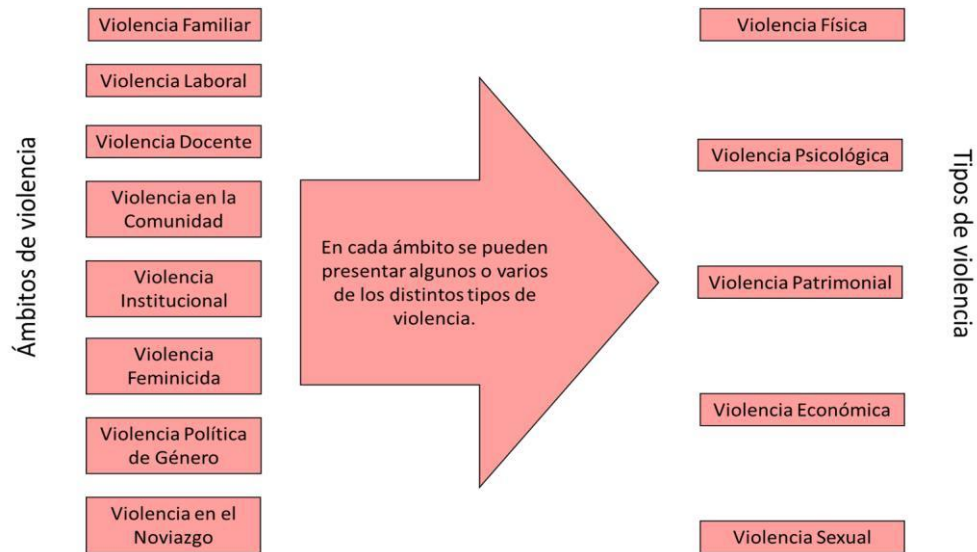 Ámbitos de violencia
Violencia Familiar
Violencia Laboral
Violencia Docente
Violencia en la
Comunidad
Violencia
Institucional
Violencia
Feminicida
Violencia Política
de Género
Violencia en el
Noviazgo
En cada ámbito se pueden
presentar algunos o varios
de los distintos tipos de
violencia.
Violencia Física
Violencia Psicológica
Violencia Patrimonial
Violencia Económica
Violencia Sexual
Tipos de violencia